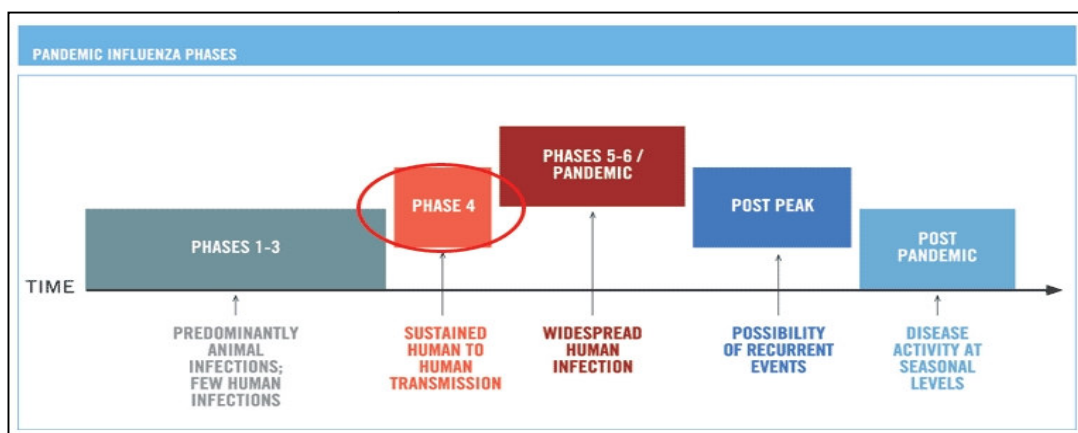 PANDEMIC INFLUENZA PHASES
PHASES 5-6 /
PANDEMIC
PHASE 4
POST PEAK
PHASES 1-3
POST
PANDEMIC
TIME
PREDOMINANTLY
ANIMAL
INFECTIONS;
FEW HUMAN
INFECTIONS
SUSTAINED
HUMAN TO
HUMAN
TRANSMISSION
WIDESPREAD
HUMAN
INFECTION
POSSIBILITY
OF RECURRENT
EVENTS
DISEASE
ACTIVITY AT
SEASONAL
LEVELS